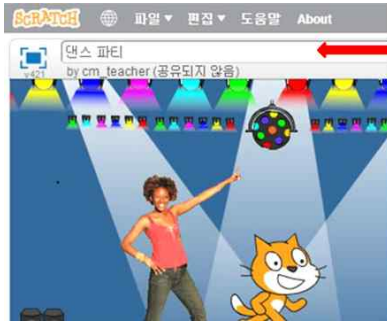 SCRATCH 파일 ▼ 편집 ▼ 도움말 About
댄스 파티
v421 by cm_teacher (공유되지 않음)